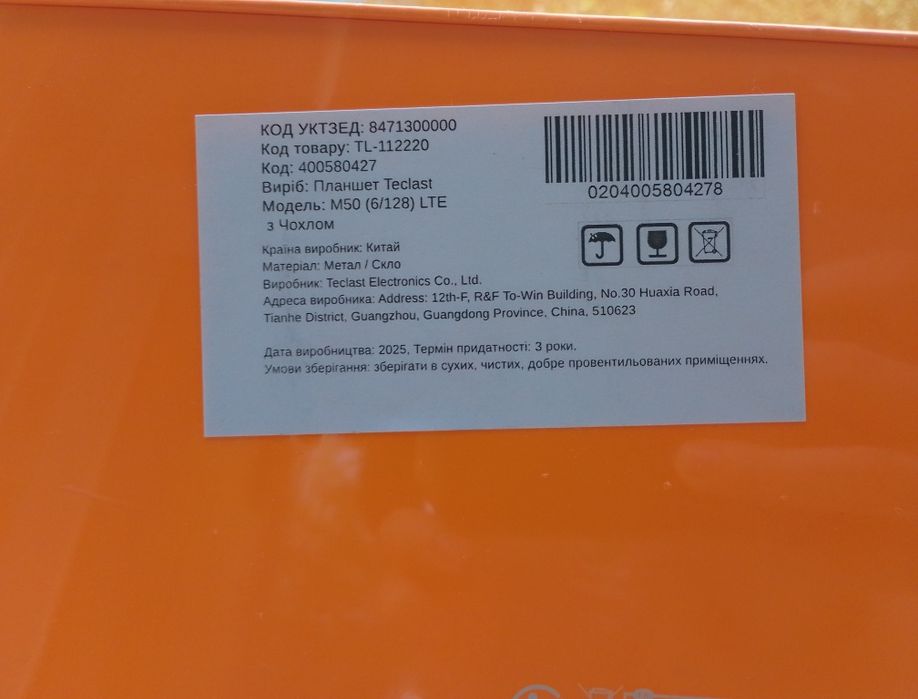 КОД УКТЗЕД: 8471300000
Код товару: TL-112220
Код: 400580427
Виріб: Планшет Teclast
Модель: M50 (6/128) LTE
з Чохлом
Країна виробник: Китай
Матеріал: Метал / Скло
Виробник: Teclast Electronics Co., Ltd.
Адреса виробника: Address: 12th-F, R&F To-Win Building, No.30 Huaxia Road,
Tianhe District, Guangzhou, Guangdong Province, China, 510623
Дата виробництва: 2025, Термін придатності: 3 роки.
Умови зберігання: зберігати в сухих, чистих, добре провентильованих приміщеннях.
0204005804278